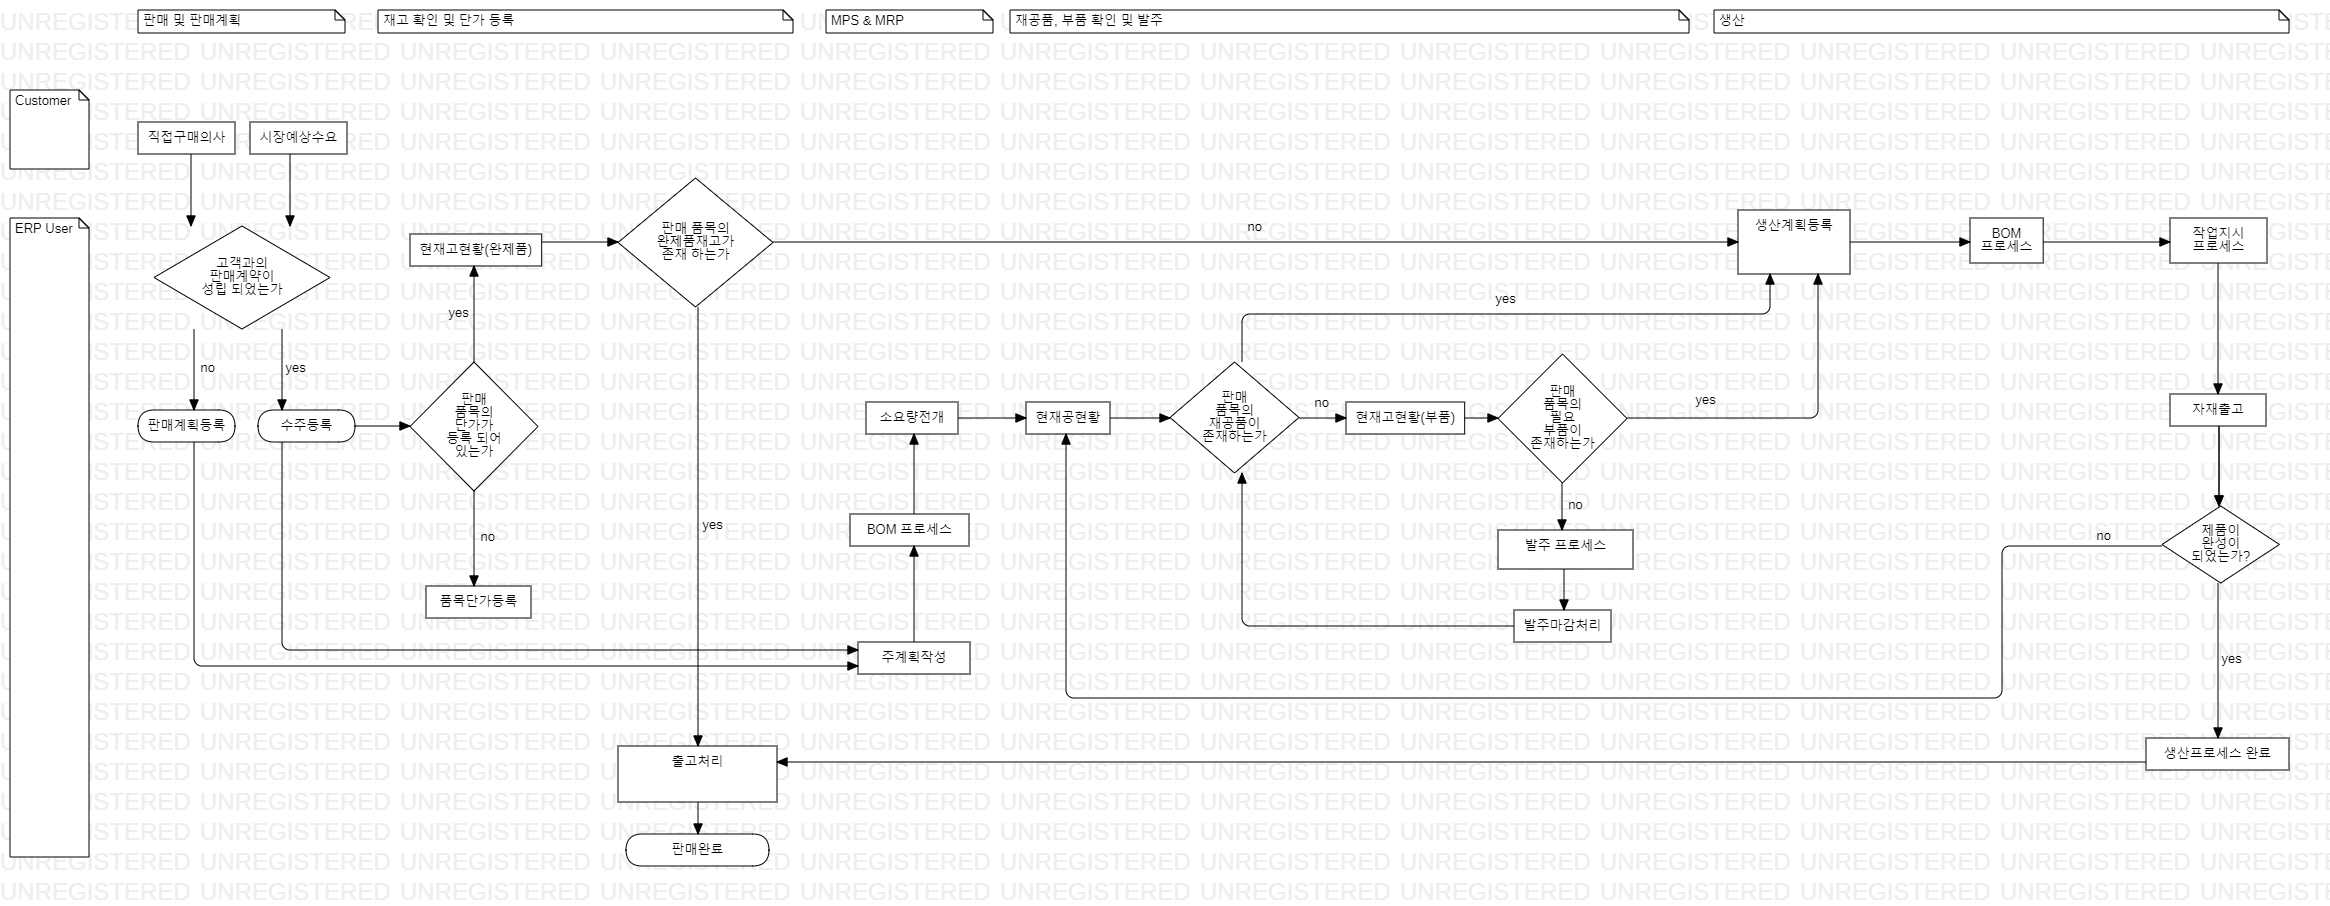 판매 및 판매계획
재고 확인 및 단가 등록
MPS & MRP
재공품, 부품 확인 및 발주
생산
Customer
직접구매의사
시장예상수요
ERP User
고객과의
판매계약이
성립 되었는가
no
yes
판매계획등록
수주등록
현재고현황(완제품)
yes
판매
품목의
단가가
등록 되어
있는가
no
품목단가등록
판매 품목의
완제품재고가
존재 하는가
no
yes
소요량전개
BOM 프로세스
주계획작성
현재공현황
판매
품목의
재공품이
존재하는가
yes
no
현재고현황(부품)
판매
품목의
필요
부품이
존재하는가
yes
no
발주 프로세스
발주마감처리
생산계획등록
BOM
프로세스
작업지시
프로세스
자재출고
제품이
완성이
되었는가?
no
yes
생산프로세스 완료
출고처리
판매완료
UNREGISTERED